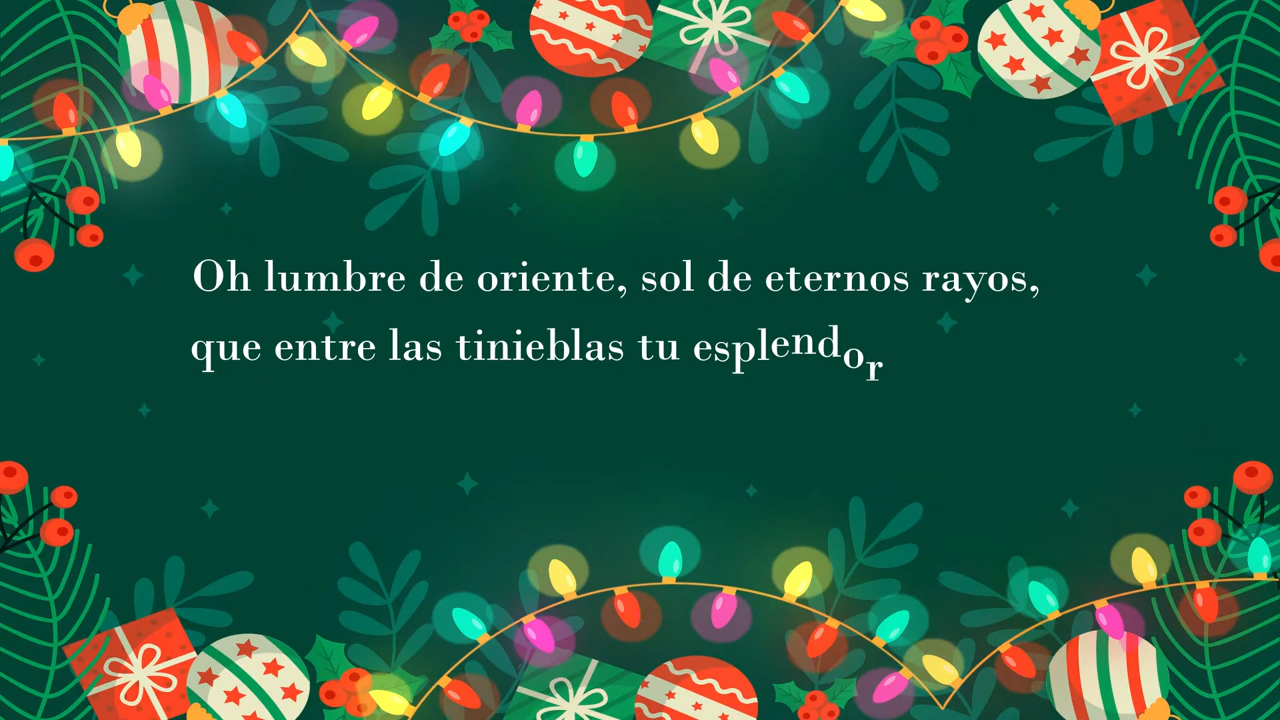 Oh lumbre de oriente, sol de eternos rayos,
que entre las tinieblas tu esplendor